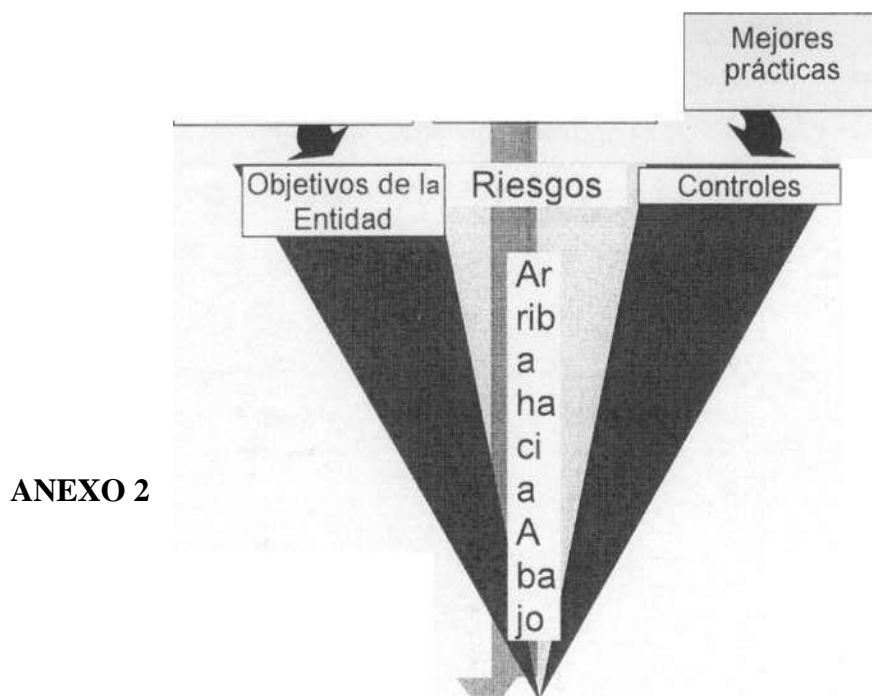 Mejores
prácticas
Objetivos de la
Entidad
Riesgos
Controles
Ar
rib
a
ha
ci
a
A
ba
jo
ANEXO 2